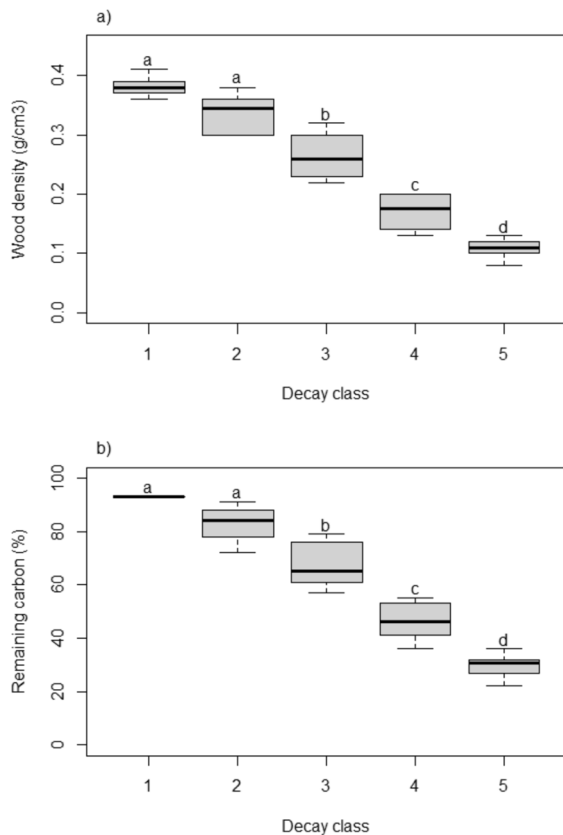 a)
Wood density (g/cm3)
0.4
0.3
0.2
0.1
0.0
a
a
b
c
d
1 2 3 4 5
Decay class
b)
Remaining carbon (%)
100
80
60
40
20
0
a
a
b
c
d
1 2 3 4 5
Decay class